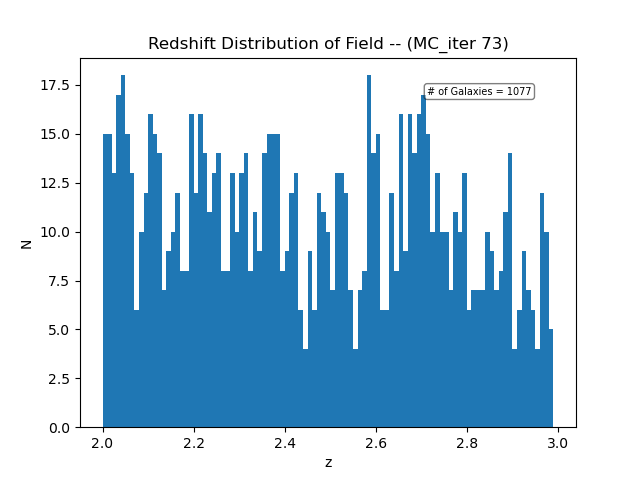 Redshift Distribution of Field -- (MC_iter 73)
# of Galaxies = 1077
17.5
15.0
12.5
10.0
7.5
5.0
2.5
0.0
N
2.0 2.2 2.4 2.6 2.8 3.0
z